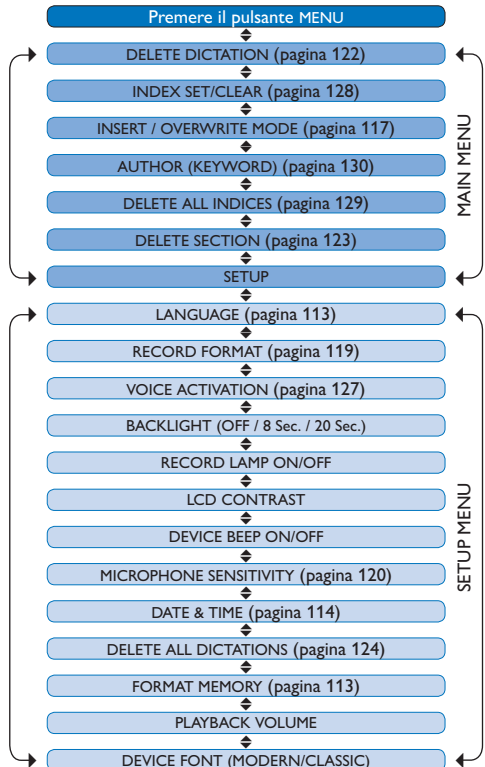 Premere il pulsante MENU
DELETE DICTATION (pagina 122)
INDEX SET/CLEAR (pagina 128)
INSERT / OVERWRITE MODE (pagina 117)
AUTHOR (KEYWORD) (pagina 130)
DELETE ALL INDICES (pagina 129)
DELETE SECTION (pagina 123)
SETUP
MAIN MENU
LANGUAGE (pagina 113)
RECORD FORMAT (pagina 119)
VOICE ACTIVATION (pagina 127)
BACKLIGHT (OFF / 8 Sec. / 20 Sec.)
RECORD LAMP ON/OFF
LCD CONTRAST
DEVICE BEEP ON/OFF
MICROPHONE SENSITIVITY (pagina 120)
DATE & TIME (pagina 114)
DELETE ALL DICTATIONS (pagina 124)
FORMAT MEMORY (pagina 113)
PLAYBACK VOLUME
DEVICE FONT (MODERN/CLASSIC)
SETUP MENU